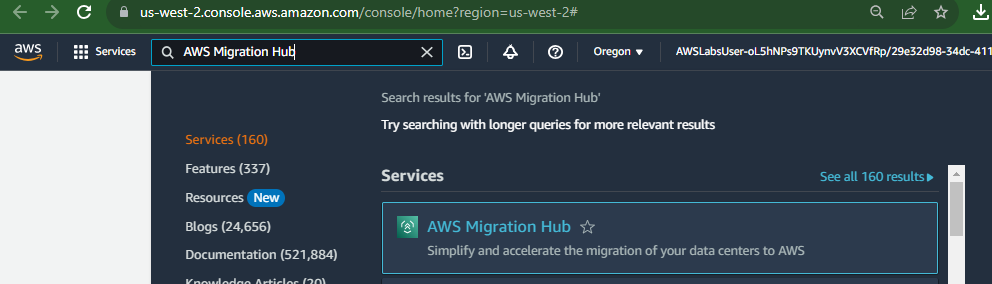 us-west-2.console.aws.amazon.com/console/home?region=us-west-2#
aws Services AWS Migration Hub Oregon AWSLabsUser-oL5hNPs9TKUynvV3XCVfRp/29e32d98-34dc-411
Search results for 'AWS Migration Hub'
Try searching with longer queries for more relevant results
Services (160)
Features (337)
Resources New
Blogs (24,656)
Documentation (521,884)
Knowledge Articles (20)
Services See all 160 results
AWS Migration Hub
Simplify and accelerate the migration of your data centers to AWS